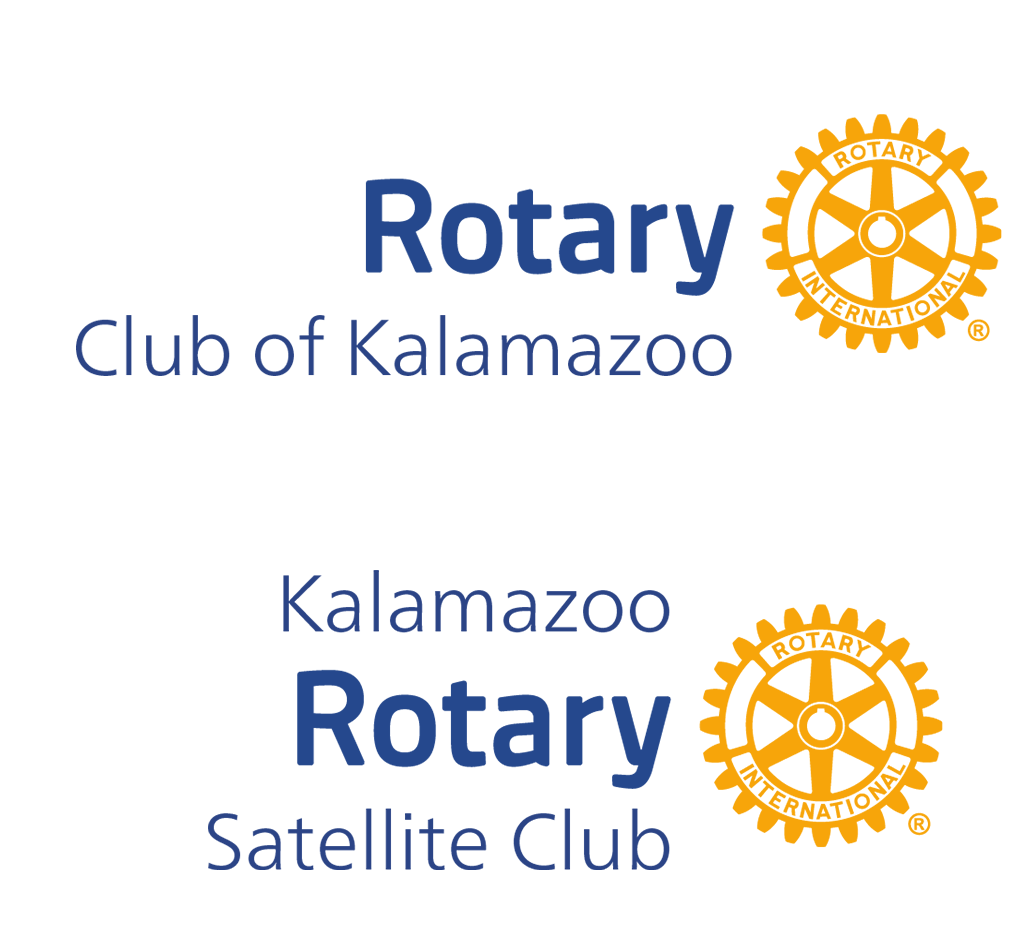 Rotary
Club of Kalamazoo
ROTARY
INTERNATIONAL
®
Kalamazoo
Rotary
Satellite Club
ROTARY
INTERNATIONAL
®